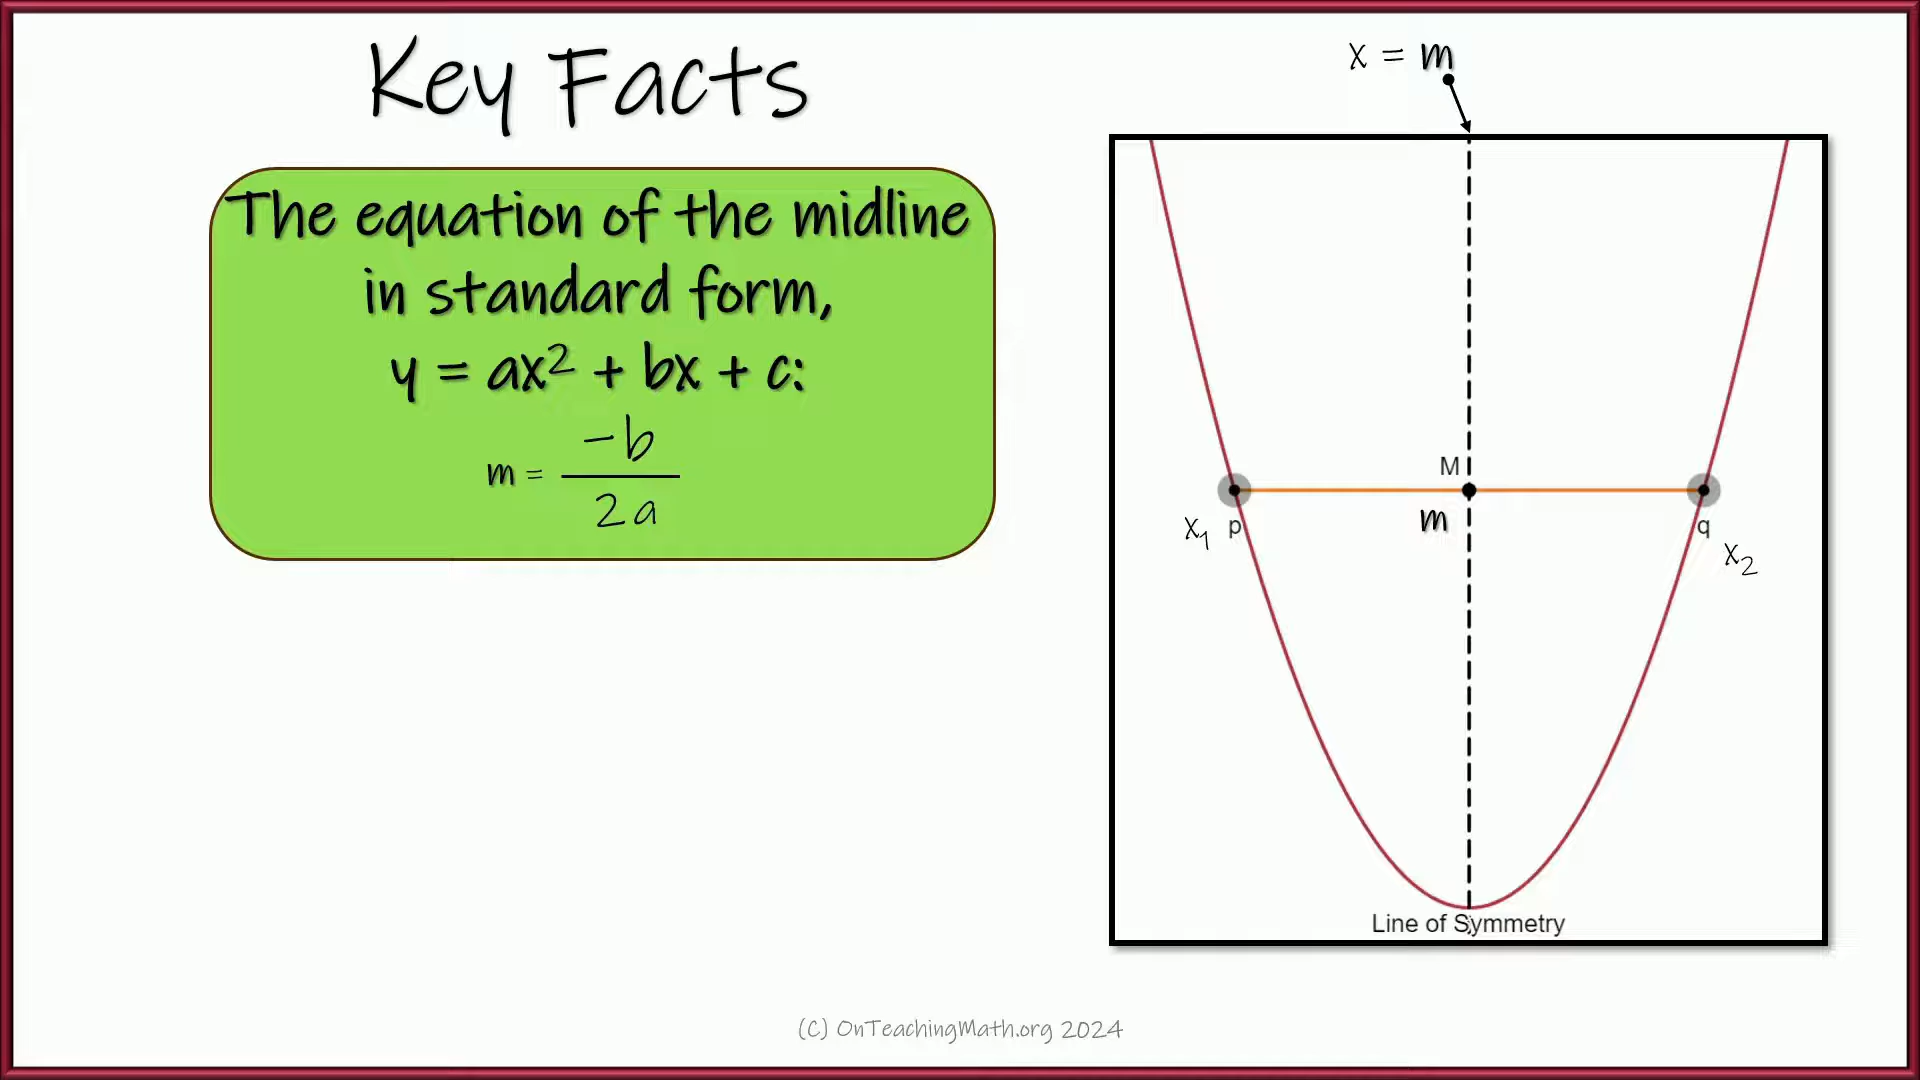 Key Facts
The equation of the midline
in standard form,
y = ax² + bx + c:
m = -b / 2a
x = m
M
m
x₁ p
q
x₂
Line of Symmetry
(C) OnTeachingMath.org 2024